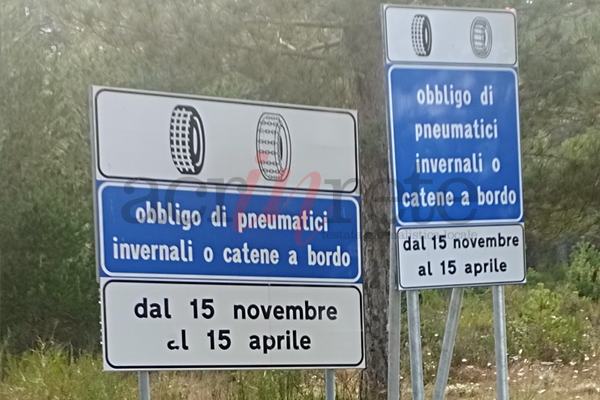 obbligo di pneumatici
invernali o catene a bordo
dal 15 novembre
al 15 aprile
obbligo di
pneumatici
invernali o
catene a bordo
dal 15 novembre
al 15 aprile
acrinrete